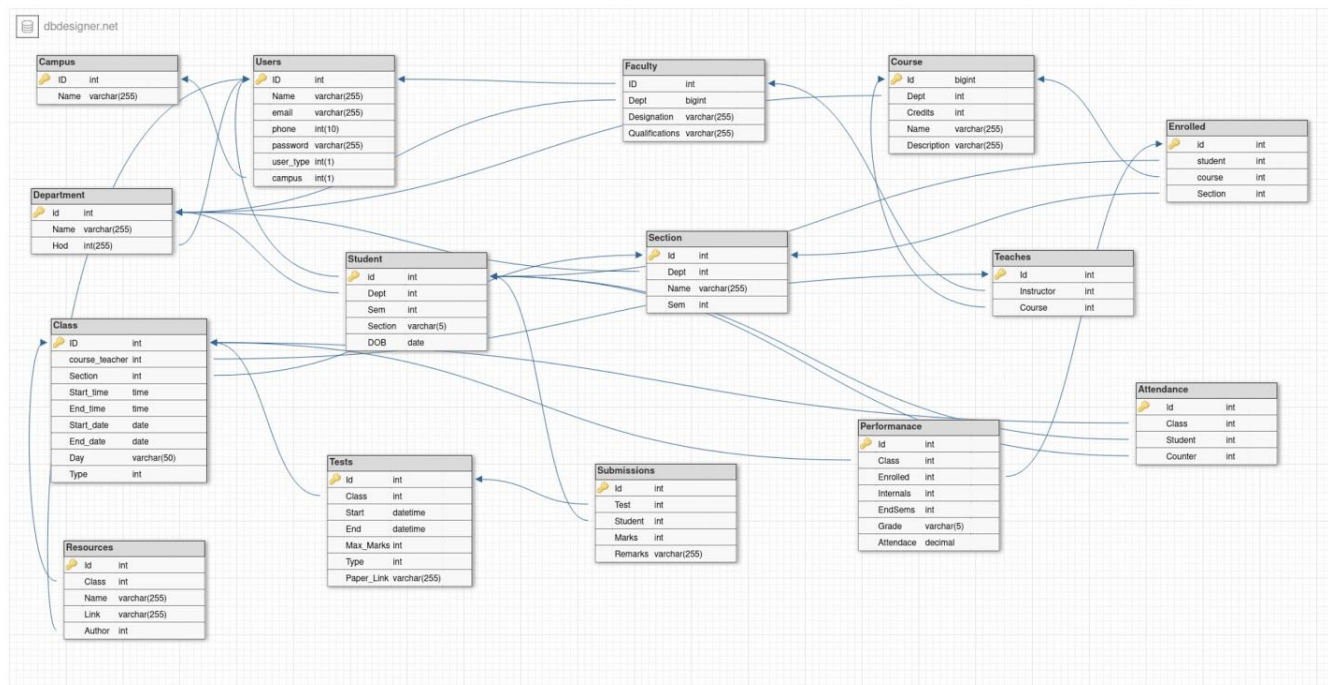 dbdesigner.net
Campus
ID int
Name varchar(255)
Users
ID int
Name varchar(255)
email varchar(255)
phone int(10)
password varchar(255)
user_type int(1)
campus int(1)
Faculty
ID int
Dept bigint
Designation varchar(255)
Qualifications varchar(255)
Course
Id bigint
Dept int
Credits int
Name varchar(255)
Description varchar(255)
Enrolled
id int
student int
course int
Section int
Department
Id int
Name varchar(255)
Hod int(255)
Student
id int
Dept int
Sem int
Section varchar(5)
DOB date
Section
Id int
Dept int
Name varchar(255)
Sem int
Teaches
Id int
Instructor int
Course int
Class
ID int
course_teacher int
Section int
Start_time time
End_time time
Start_date date
End_date date
Day varchar(50)
Type int
Attendance
Id int
Class int
Student int
Counter int
Performanace
Id int
Class int
Enrolled int
Internals int
EndSems int
Grade varchar(5)
Attendace decimal
Tests
Id int
Class int
Start datetime
End datetime
Max_Marks int
Type int
Paper_Link varchar(255)
Submissions
Id int
Test int
Student int
Marks int
Remarks varchar(255)
Resources
Id int
Class int
Name varchar(255)
Link varchar(255)
Author int